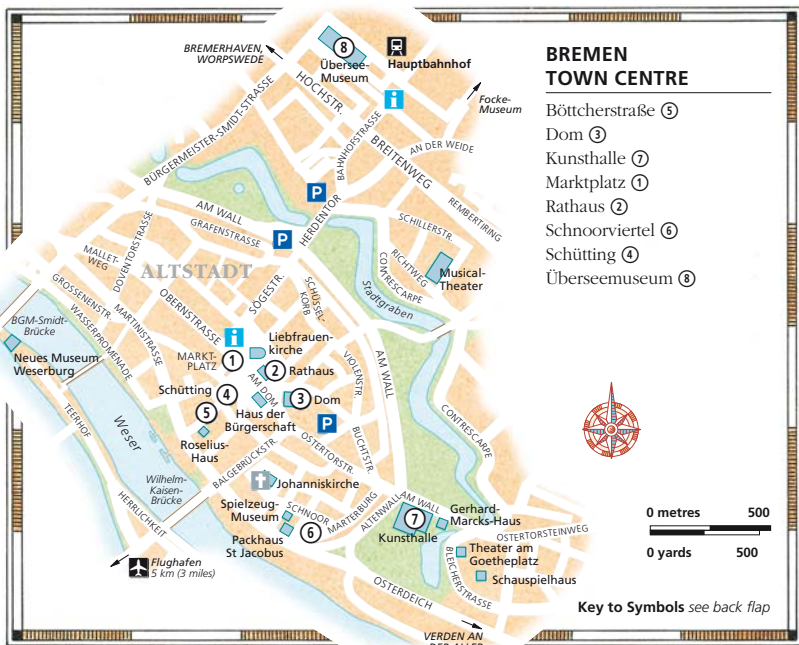 BREMEN
TOWN CENTRE
Böttcherstraße ⑤
Dom ③
Kunsthalle ⑦
Marktplatz ①
Rathaus ②
Schnoorviertel ⑥
Schütting ④
Überseemuseum ⑧
BREMERHAVEN,
WORPSWEDE
⑧
Übersee-
Museum
Hauptbahnhof
HOCHSTR.
i
Focke-
Museum
BÜRGERMEISTER-SMIDT-STRASSE
BAHNHOFSTRASSE
AN DER WEIDE
BREITENWEG
REMBERTIRING
P
AM WALL
GRAFENSTRASSE
HERDENTOR
SCHILLERSTR.
P
DOVENTORSTRASSE
MALLET-
WEG
ALTSTADT
RICHTWEG
CONTRESCARPE
Musical-
Theater
Stadtgraben
SÖGESTR.
SCHÜSSEL-
KORB
GROSSENENSTR.
WASSERPROMENADE
MARTINISTRASSE
OBERNSTRASSE
BGM-Smidt-
Brücke
i
Liebfrauen-
kirche
VIOLENSTR.
AM WALL
Neues Museum
Weserburg
MARKT-
PLATZ
①
② Rathaus
AM DOM
Schütting ④
③ Dom
Haus der
Bürgerschaft
P
CONTRESCARPE
TEERHOF
Weser
⑤
Roselius-
Haus
OSTERTORSTR.
BUCHTSTR.
BALGEBRÜCKSTR.
Wilhelm-
Kaisen-
Brücke
Johanniskirche
HERRLICHKEIT
Spielzeug-
Museum
SCHNOOR
⑥
MARTERBURG
ALTENWALL
AM WALL
⑦
Kunsthalle
Gerhard-
Marcks-Haus
OSTERTORSTEINWEG
Packhaus
St Jacobus
Theater am
Goetheplatz
BLEICHERSTRASSE
Schauspielhaus
Flughafen
5 km (3 miles)
OSTERDEICH
VERDEN AN
DER ALLER
0 metres 500
0 yards 500
Key to Symbols see back flap